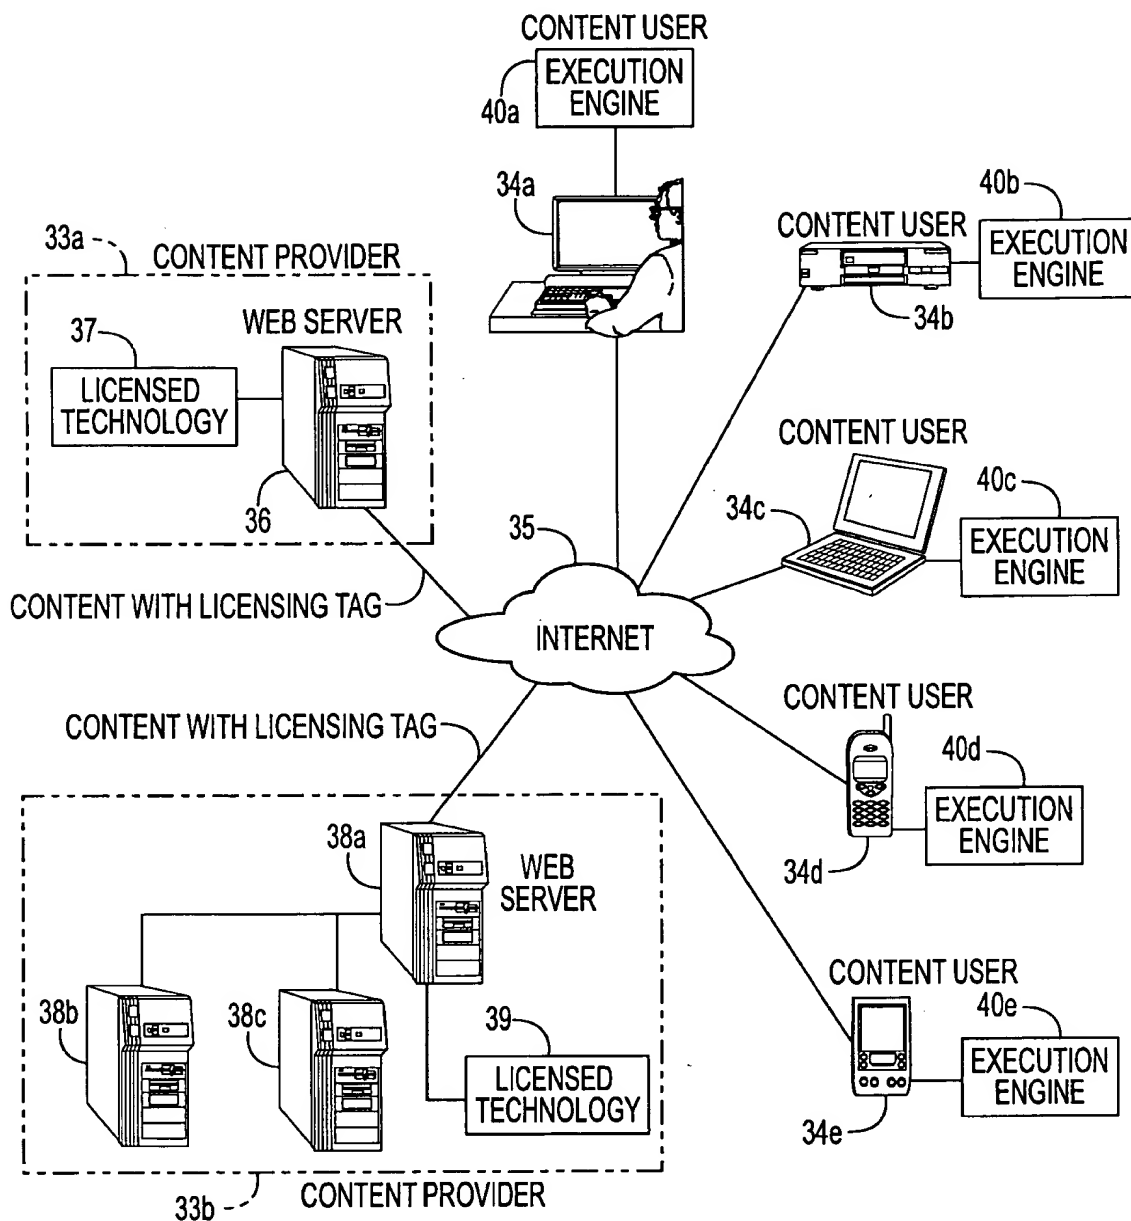 CONTENT USER
EXECUTION
ENGINE
40a
34a
40b
CONTENT USER
EXECUTION
ENGINE
34b
33a
CONTENT PROVIDER
WEB SERVER
37
LICENSED
TECHNOLOGY
36
CONTENT USER
40c
34c
EXECUTION
ENGINE
35
CONTENT WITH LICENSING TAG
INTERNET
CONTENT USER
CONTENT WITH LICENSING TAG
40d
EXECUTION
ENGINE
34d
38a
WEB
SERVER
CONTENT USER
38b
38c
39
40e
LICENSED
TECHNOLOGY
EXECUTION
ENGINE
34e
CONTENT PROVIDER
33b